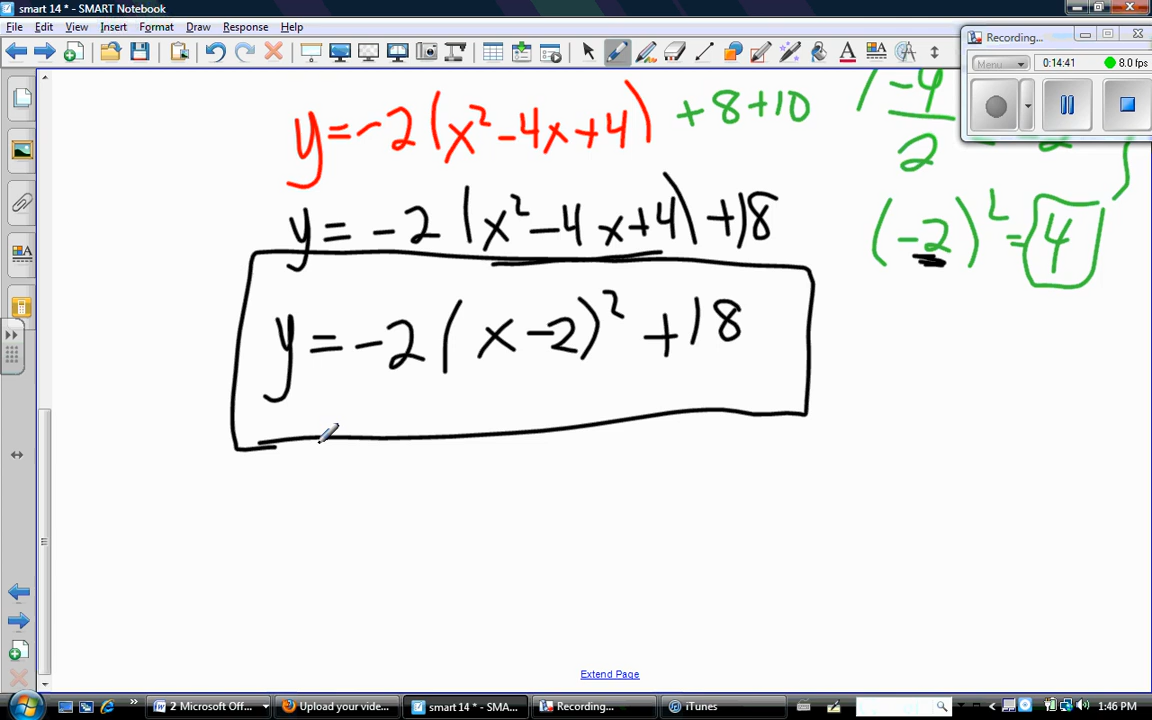 smart 14 * - SMART Notebook
File Edit View Insert Format Draw Response Help
Recording...
Menu 0:14:41 8.0 fps
y=-2(x²-4x+4) +8+10
-4
2
y=-2(x²-4x+4)+18
(-2)²=4
y=-2(x-2)²+18
Extend Page
2 Microsoft Off... Upload your vide... smart 14 * - SMA... Recording... iTunes 1:46 PM